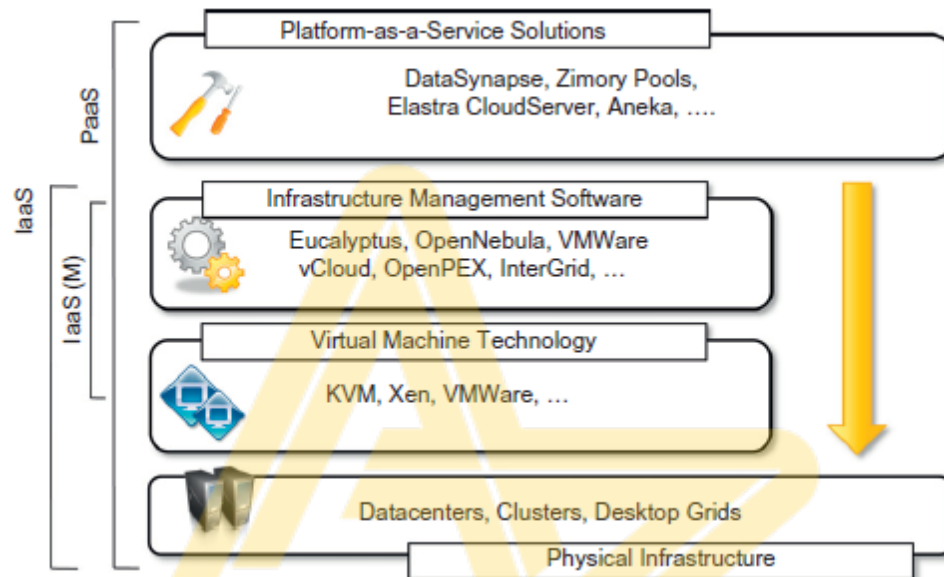 Platform-as-a-Service Solutions
DataSynapse, Zimory Pools,
Elastra CloudServer, Aneka, ….
PaaS
IaaS
IaaS (M)
Infrastructure Management Software
Eucalyptus, OpenNebula, VMWare
vCloud, OpenPEX, InterGrid, …
Virtual Machine Technology
KVM, Xen, VMWare, …
Datacenters, Clusters, Desktop Grids
Physical Infrastructure